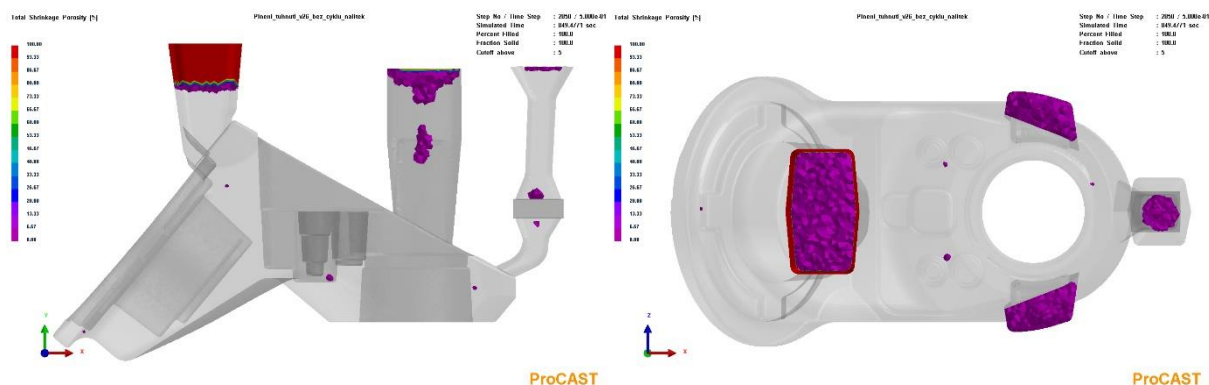 Total Shrinkage Porosity [%]
Plneni_tuhnuti_v26_bez_cyklu_nalitek
Step No / Time Step : 2050 / 5.000e-01
Simulated Time : 849.4771 sec
Percent Filled : 100.0
Fraction Solid : 100.0
Cutoff above : 5
100.00
93.33
86.67
80.00
73.33
66.67
60.00
53.33
46.67
40.00
33.33
26.67
20.00
13.33
6.67
0.00
Y
X
ProCAST
Total Shrinkage Porosity [%]
Plneni_tuhnuti_v26_bez_cyklu_nalitek
Step No / Time Step : 2050 / 5.000e-01
Simulated Time : 849.4771 sec
Percent Filled : 100.0
Fraction Solid : 100.0
Cutoff above : 5
100.00
93.33
86.67
80.00
73.33
66.67
60.00
53.33
46.67
40.00
33.33
26.67
20.00
13.33
6.67
0.00
Z
X
ProCAST